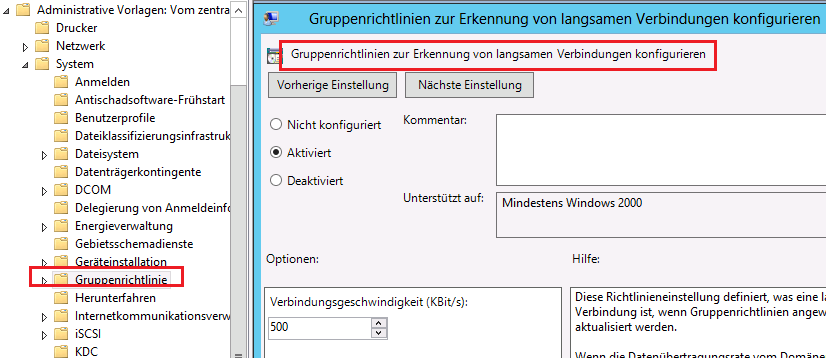 Administrative Vorlagen: Vom zentra
Drucker
Netzwerk
System
Anmelden
Antischadsoftware-Frühstart
Benutzerprofile
Dateiklassifizierungsinfrastruk
Dateisystem
Datenträgerkontingente
DCOM
Delegierung von Anmeldeinfo
Energieverwaltung
Gebietsschemadienste
Geräteinstallation
Gruppenrichtlinie
Herunterfahren
Internetkommunikationsverw
iSCSI
KDC
Gruppenrichtlinien zur Erkennung von langsamen Verbindungen konfigurieren
Gruppenrichtlinien zur Erkennung von langsamen Verbindungen konfigurieren
Vorherige Einstellung
Nächste Einstellung
Nicht konfiguriert
Aktiviert
Deaktiviert
Kommentar:
Unterstützt auf:
Mindestens Windows 2000
Optionen:
Hilfe:
Verbindungsgeschwindigkeit (KBit/s):
500
Diese Richtlinieneinstellung definiert, was eine la
Verbindung ist, wenn Gruppenrichtlinien angew
aktualisiert werden.
Wenn die Datenübertragungsrate vom Domäne